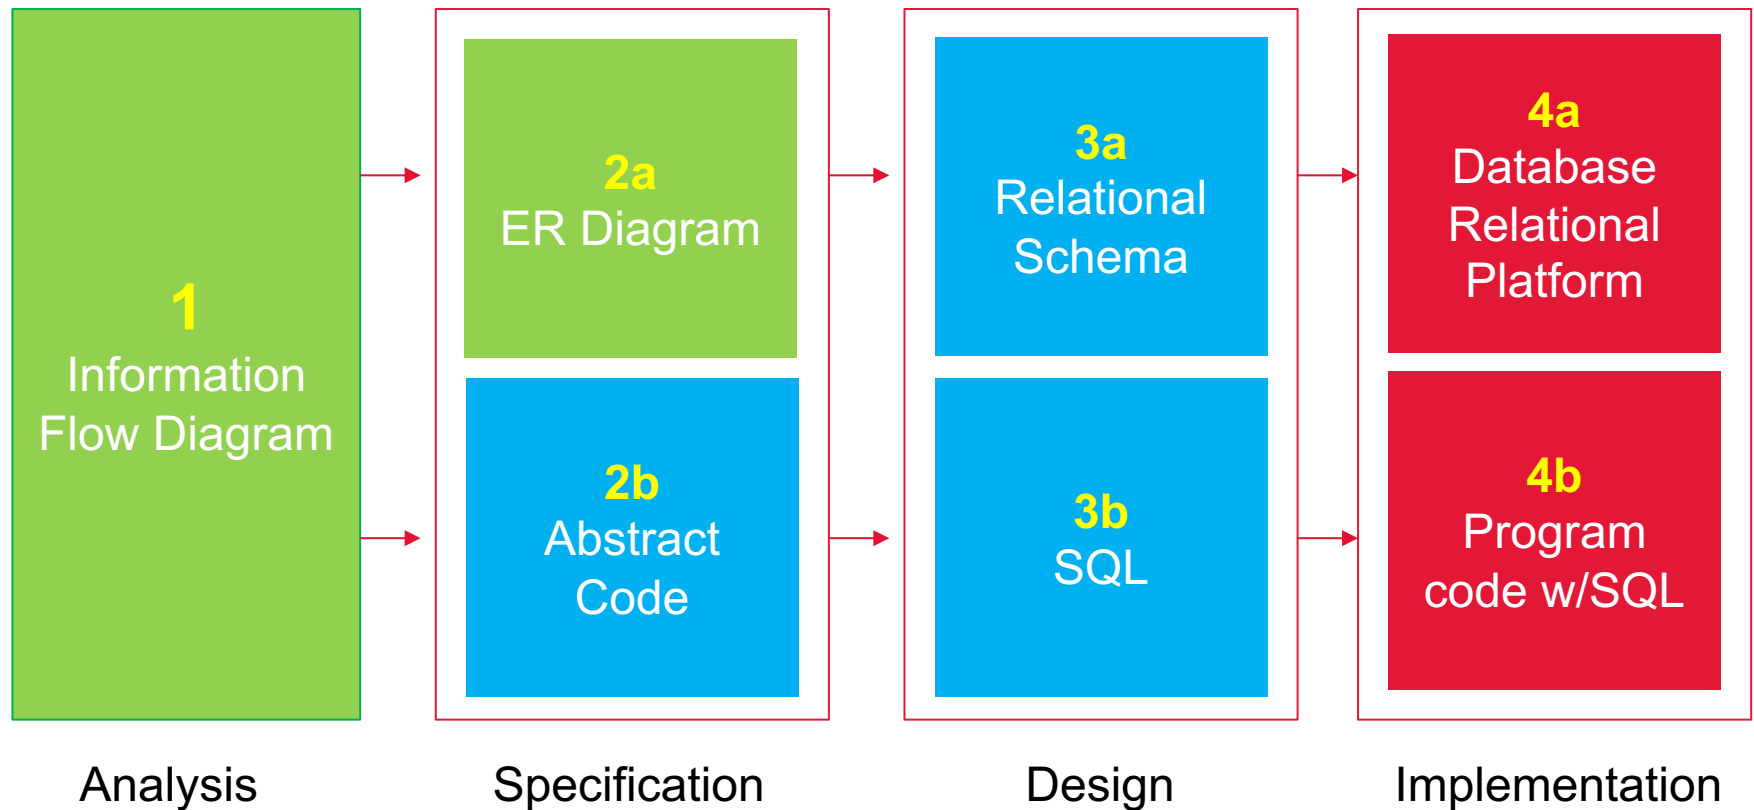 1
Information
Flow Diagram
2a
ER Diagram
2b
Abstract
Code
3a
Relational
Schema
3b
SQL
4a
Database
Relational
Platform
4b
Program
code w/SQL
Analysis
Specification
Design
Implementation